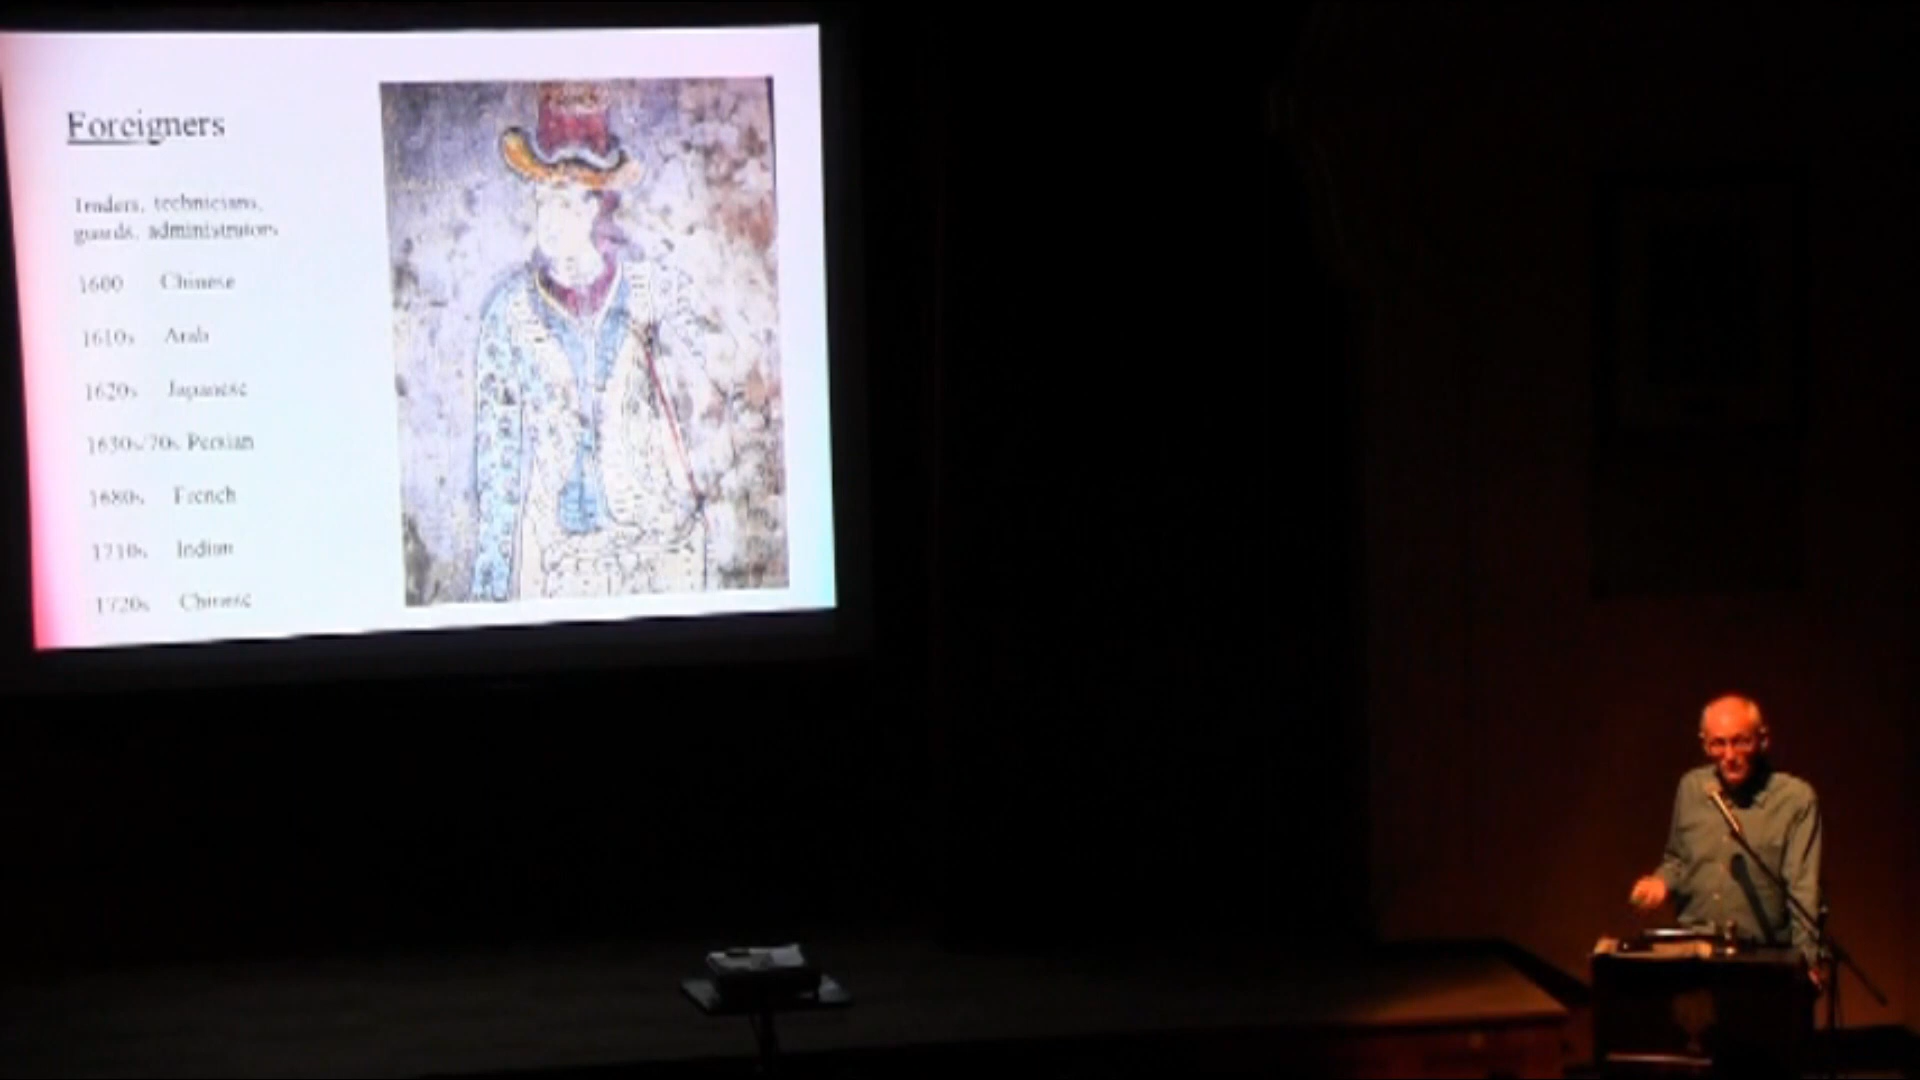 Foreigners
Traders, technicians,
guards, administrators
1600 Chinese
1610s Arab
1620s Japanese
1630s/70s Persian
1680s French
1710s Indian
1720s Chinese